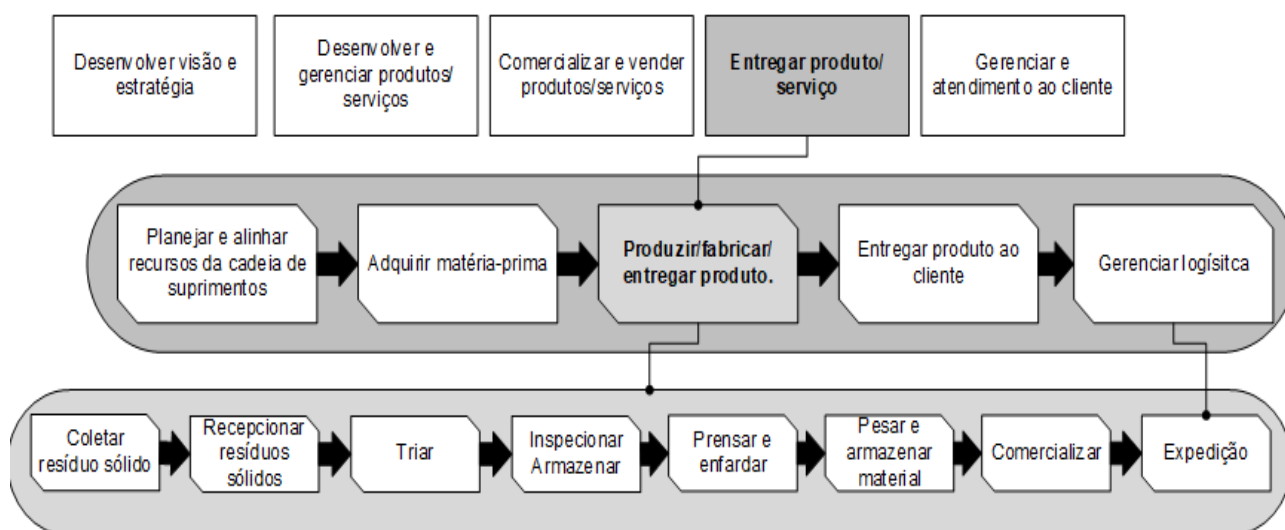 Desenvolver visão e
estratégia
Desenvolver e
gerenciar produtos/
serviços
Comercializar e vender
produtos/serviços
Entregar produto/
serviço
Gerenciar e
atendimento ao cliente
Planejar e alinhar
recursos da cadeia de
suprimentos
Adquirir matéria-prima
Produzir/fabricar/
entregar produto.
Entregar produto ao
cliente
Gerenciar logísitca
Coletar
resíduo sólido
Recepcionar
resíduos
sólidos
Triar
Inspecionar
Armazenar
Prensar e
enfardar
Pesar e
armazenar
material
Comercializar
Expedição